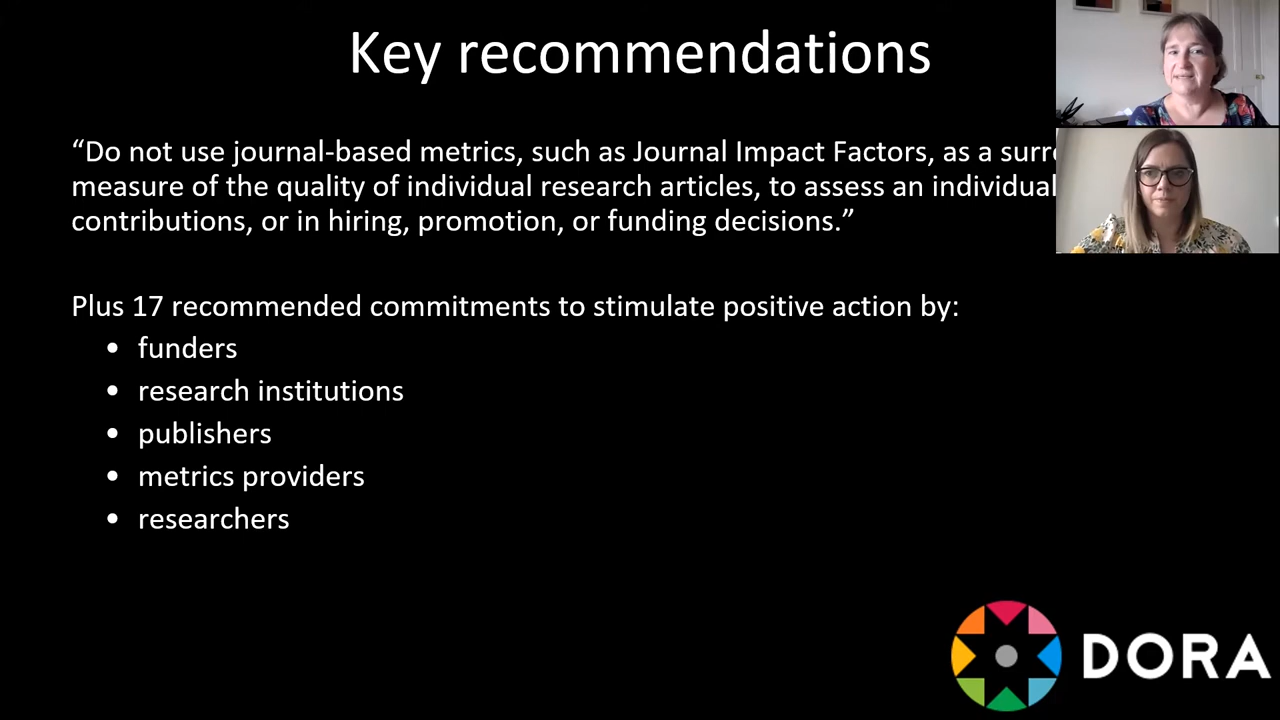 Key recommendations
“Do not use journal-based metrics, such as Journal Impact Factors, as a
measure of the quality of individual research articles, to assess an individual
contributions, or in hiring, promotion, or funding decisions.”
Plus 17 recommended commitments to stimulate positive action by:
• funders
• research institutions
• publishers
• metrics providers
• researchers
DORA